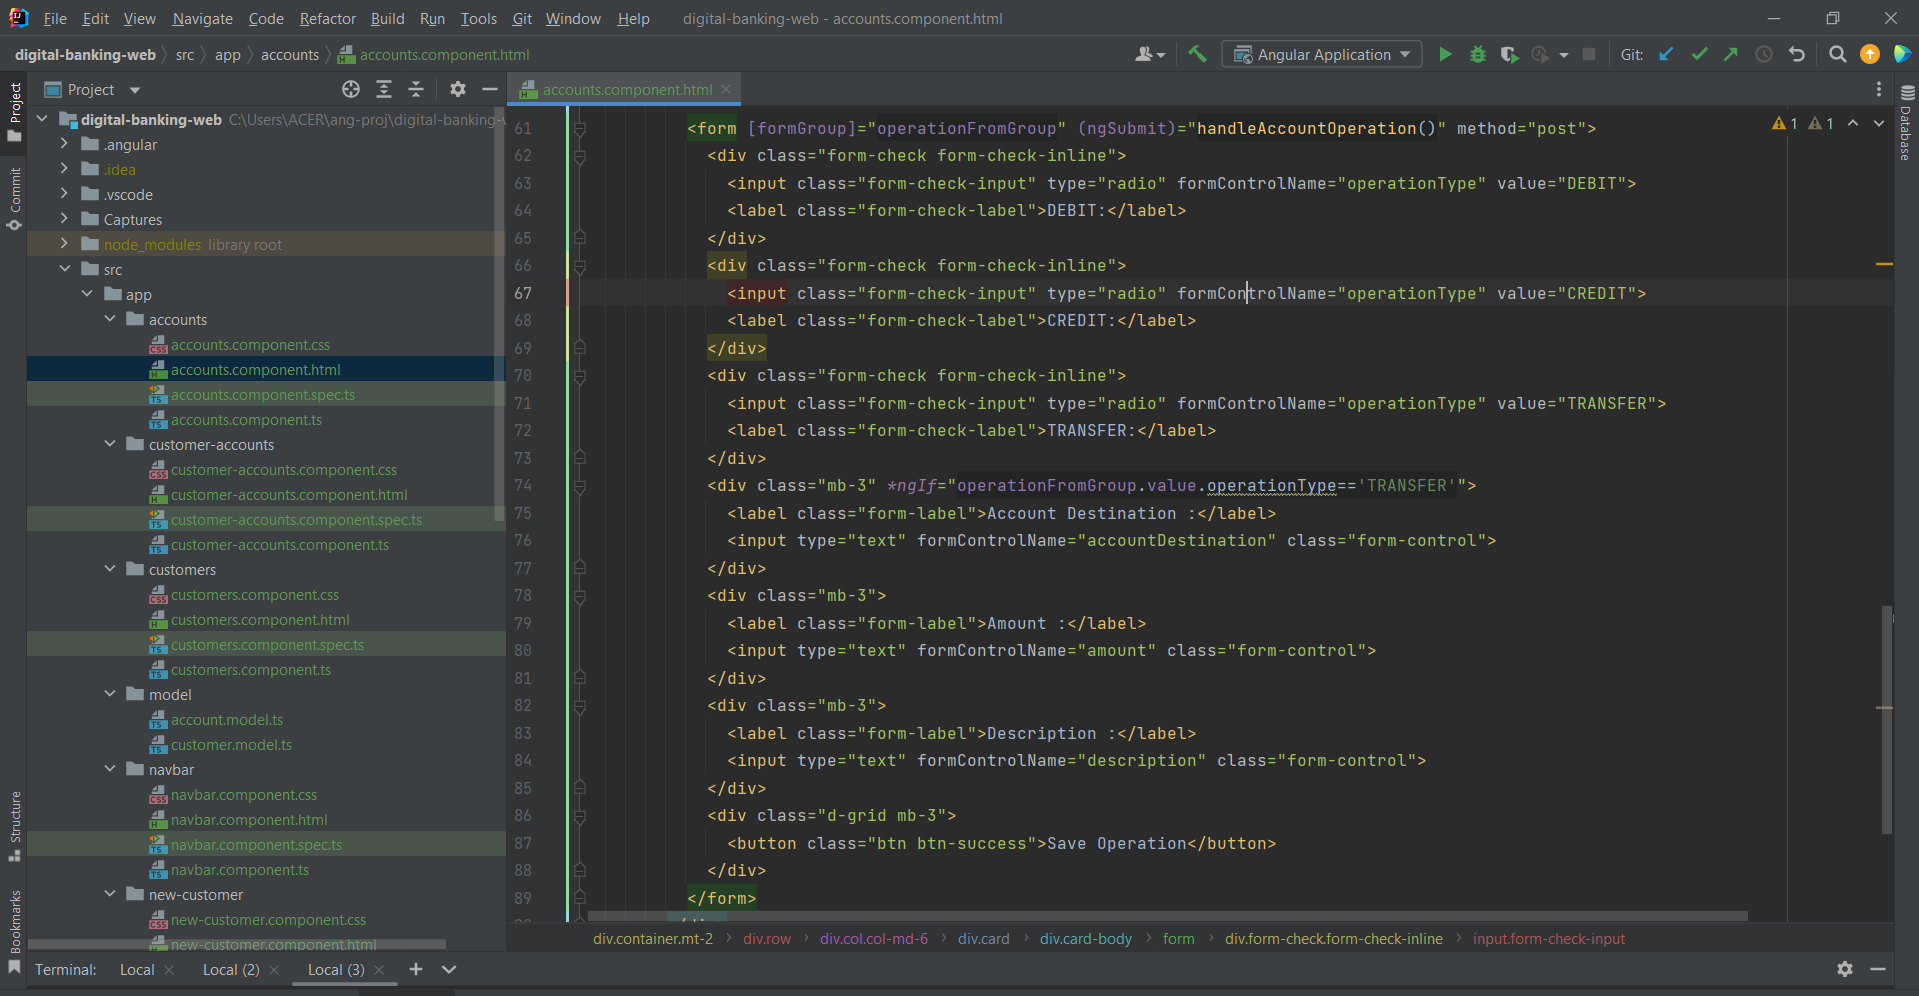 File Edit View Navigate Code Refactor Build Run Tools Git Window Help digital-banking-web - accounts.component.html
digital-banking-web src app accounts accounts.component.html Angular Application Git:
Project
accounts.component.html
digital-banking-web C:\Users\ACER\ang-proj\digital-banking-
.angular
.idea
.vscode
Captures
node_modules library root
src
app
accounts
accounts.component.css
accounts.component.html
accounts.component.spec.ts
accounts.component.ts
customer-accounts
customer-accounts.component.css
customer-accounts.component.html
customer-accounts.component.spec.ts
customer-accounts.component.ts
customers
customers.component.css
customers.component.html
customers.component.spec.ts
customers.component.ts
model
account.model.ts
customer.model.ts
navbar
navbar.component.css
navbar.component.html
navbar.component.spec.ts
navbar.component.ts
new-customer
new-customer.component.css
new-customer.component.html
Project
Commit
Structure
Bookmarks
61 <form [formGroup]="operationFromGroup" (ngSubmit)="handleAccountOperation()" method="post">
62 <div class="form-check form-check-inline">
63 <input class="form-check-input" type="radio" formControlName="operationType" value="DEBIT">
64 <label class="form-check-label">DEBIT:</label>
65 </div>
66 <div class="form-check form-check-inline">
67 <input class="form-check-input" type="radio" formControlName="operationType" value="CREDIT">
68 <label class="form-check-label">CREDIT:</label>
69 </div>
70 <div class="form-check form-check-inline">
71 <input class="form-check-input" type="radio" formControlName="operationType" value="TRANSFER">
72 <label class="form-check-label">TRANSFER:</label>
73 </div>
74 <div class="mb-3" *ngIf="operationFromGroup.value.operationType=='TRANSFER'">
75 <label class="form-label">Account Destination :</label>
76 <input type="text" formControlName="accountDestination" class="form-control">
77 </div>
78 <div class="mb-3">
79 <label class="form-label">Amount :</label>
80 <input type="text" formControlName="amount" class="form-control">
81 </div>
82 <div class="mb-3">
83 <label class="form-label">Description :</label>
84 <input type="text" formControlName="description" class="form-control">
85 </div>
86 <div class="d-grid mb-3">
87 <button class="btn btn-success">Save Operation</button>
88 </div>
89 </form>
1 1
Database
div.container.mt-2 div.row div.col.col-md-6 div.card div.card-body form div.form-check.form-check-inline input.form-check-input
Terminal: Local Local (2) Local (3)